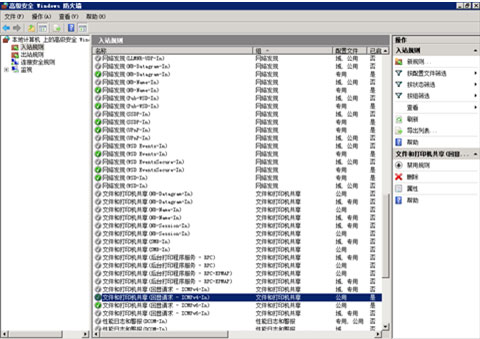 高级安全 Windows 防火墙
文件(F) 操作(A) 查看(V) 帮助(H)
本地计算机 上的高级安全 Win
入站规则
出站规则
连接安全规则
监视
入站规则
名称 组 配置文件 已启
网络发现(LLMNR-UDP-In) 网络发现 域, 公用 否
网络发现(NB-Datagram-In) 网络发现 域, 公用 否
网络发现(NB-Datagram-In) 网络发现 专用 是
网络发现(NB-Name-In) 网络发现 域, 公用 否
网络发现(NB-Name-In) 网络发现 专用 是
网络发现(Pub-WSD-In) 网络发现 域, 公用 否
网络发现(Pub-WSD-In) 网络发现 专用 是
网络发现(SSDP-In) 网络发现 域, 公用 否
网络发现(SSDP-In) 网络发现 专用 是
网络发现(UPnP-In) 网络发现 域, 公用 否
网络发现(UPnP-In) 网络发现 专用 是
网络发现(WSD Events-In) 网络发现 域, 公用 否
网络发现(WSD Events-In) 网络发现 专用 是
网络发现(WSD EventsSecure-In) 网络发现 域, 公用 否
网络发现(WSD EventsSecure-In) 网络发现 专用 是
网络发现(WSD-In) 网络发现 专用 是
网络发现(WSD-In) 网络发现 域, 公用 否
文件和打印机共享(NB-Datagram-In) 文件和打印机共享 公用 否
文件和打印机共享(NB-Datagram-In) 文件和打印机共享 域, 专用 否
文件和打印机共享(NB-Name-In) 文件和打印机共享 公用 否
文件和打印机共享(NB-Name-In) 文件和打印机共享 域, 专用 否
文件和打印机共享(NB-Session-In) 文件和打印机共享 域, 专用 否
文件和打印机共享(NB-Session-In) 文件和打印机共享 公用 否
文件和打印机共享(SMB-In) 文件和打印机共享 域, 专用 否
文件和打印机共享(SMB-In) 文件和打印机共享 公用 否
文件和打印机共享(后台打印程序服务 - RPC) 文件和打印机共享 域, 专用 否
文件和打印机共享(后台打印程序服务 - RPC) 文件和打印机共享 公用 否
文件和打印机共享(后台打印程序服务 - RPC-EPMAP) 文件和打印机共享 域, 专用 否
文件和打印机共享(后台打印程序服务 - RPC-EPMAP) 文件和打印机共享 公用 否
文件和打印机共享(回显请求 - ICMPv4-In) 文件和打印机共享 域, 专用 否
文件和打印机共享(回显请求 - ICMPv4-In) 文件和打印机共享 公用 是
文件和打印机共享(回显请求 - ICMPv6-In) 文件和打印机共享 公用 是
文件和打印机共享(回显请求 - ICMPv6-In) 文件和打印机共享 域, 专用 否
性能日志和警报(DCOM-In) 性能日志和警报 专用, 公用 否
性能日志和警报(DCOM-In) 性能日志和警报 域 否
操作
入站规则
新规则...
按配置文件筛选
按状态筛选
按组筛选
查看
刷新
导出列表...
帮助
文件和打印机共享(回显...
禁用规则
删除
属性
帮助